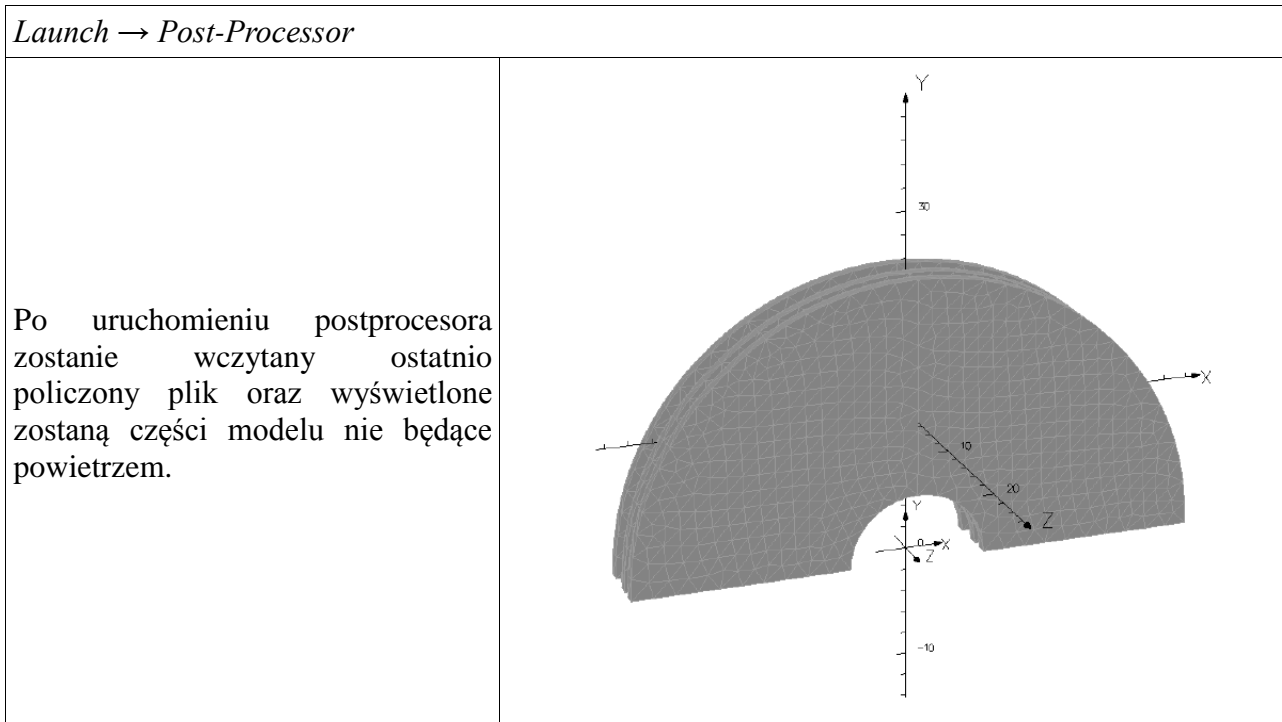 Launch → Post-Processor
Po uruchomieniu postprocesora
zostanie wczytany ostatnio
policzony plik oraz wyświetlone
zostaną części modelu nie będące
powietrzem.
Y
30
X
10
20
Z
Y
0
X
Z
-10